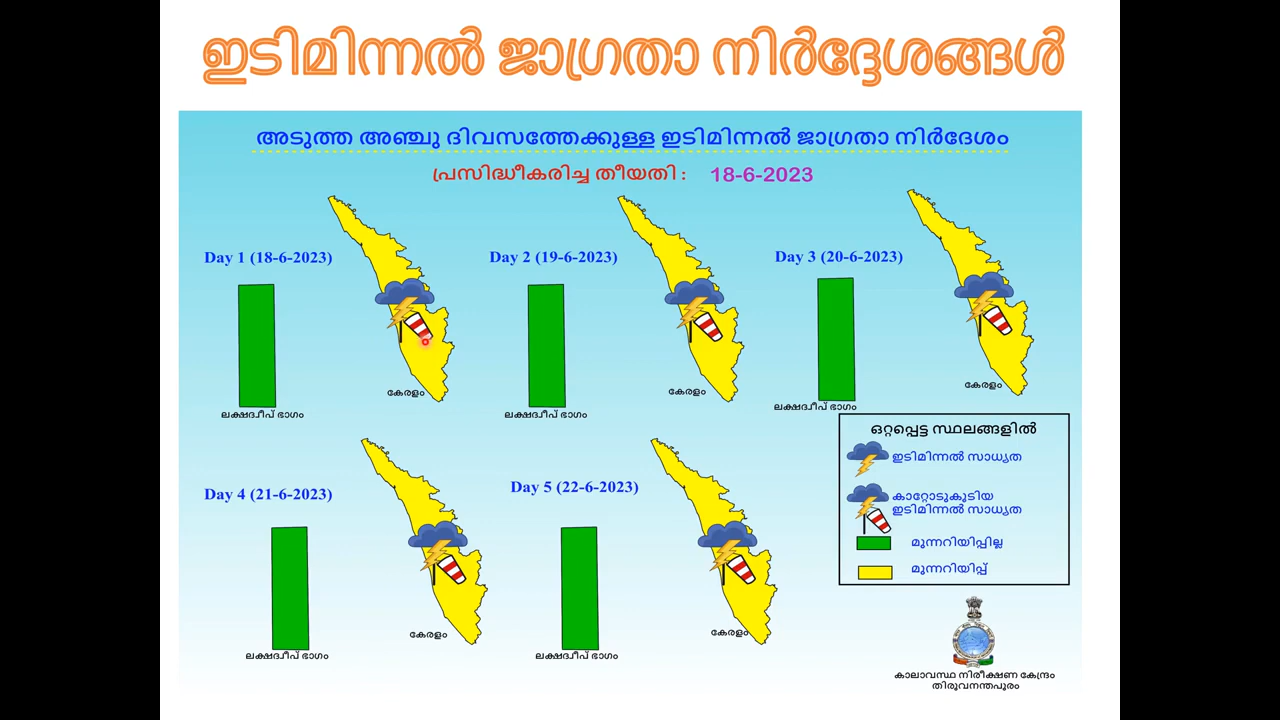 ഇടിമിന്നൽ ജാഗ്രതാ നിർദ്ദേശങ്ങൾ
അടുത്ത അഞ്ചു ദിവസത്തേക്കുള്ള ഇടിമിന്നൽ ജാഗ്രതാ നിർദേശം
പ്രസിദ്ധീകരിച്ച തീയതി : 18-6-2023
Day 1 (18-6-2023)
ലക്ഷദ്വീപ് ഭാഗം
കേരളം
Day 2 (19-6-2023)
ലക്ഷദ്വീപ് ഭാഗം
കേരളം
Day 3 (20-6-2023)
ലക്ഷദ്വീപ് ഭാഗം
കേരളം
Day 4 (21-6-2023)
ലക്ഷദ്വീപ് ഭാഗം
കേരളം
Day 5 (22-6-2023)
ലക്ഷദ്വീപ് ഭാഗം
കേരളം
ഒറ്റപ്പെട്ട സ്ഥലങ്ങളിൽ
ഇടിമിന്നൽ സാധ്യത
കാറ്റോടുകൂടിയ
ഇടിമിന്നൽ സാധ്യത
മുന്നറിയിപ്പില്ല
മുന്നറിയിപ്പ്
കാലാവസ്ഥ നിരീക്ഷണ കേന്ദ്രം
തിരുവനന്തപുരം